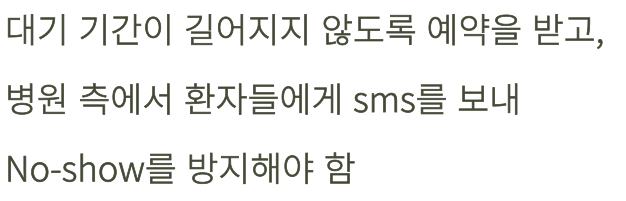 대기 기간이 길어지지 않도록 예약을 받고,
병원 측에서 환자들에게 sms를 보내
No-show를 방지해야 함